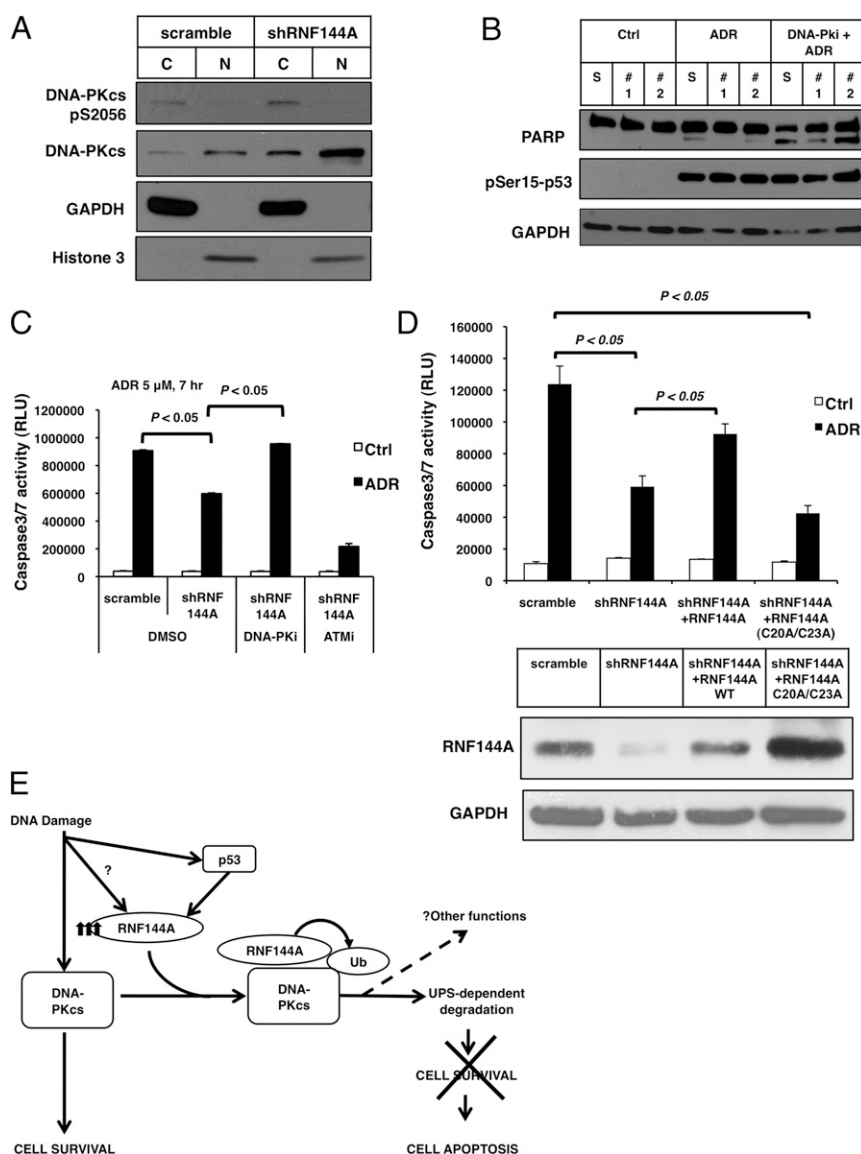 A
scramble shRNF144A
C N C N
DNA-PKcs
pS2056
DNA-PKcs
GAPDH
Histone 3
B
Ctrl ADR DNA-Pki +
ADR
S # 1 # 2 S # 1 # 2 S # 1 # 2
PARP
pSer15-p53
GAPDH
C
ADR 5 µM, 7 hr
P < 0.05
P < 0.05
Caspase3/7 activity (RLU)
1200000
1000000
800000
600000
400000
200000
0
Ctrl
ADR
scramble shRNF 144A shRNF 144A shRNF 144A
DMSO DNA-PKi ATMi
D
P < 0.05
P < 0.05
P < 0.05
Caspase3/7 activity (RLU)
160000
140000
120000
100000
80000
60000
40000
20000
0
Ctrl
ADR
scramble shRNF144A shRNF144A shRNF144A
+RNF144A +RNF144A
(C20A/C23A)
scramble shRNF144A shRNF144A shRNF144A
+RNF144A +RNF144A
WT C20A/C23A
RNF144A
GAPDH
E
DNA Damage
?
p53
RNF144A
RNF144A
Ub
?Other functions
DNA-
PKcs
DNA-
PKcs
UPS-dependent
degradation
CELL SURVIVAL
CELL SURVIVAL
CELL APOPTOSIS